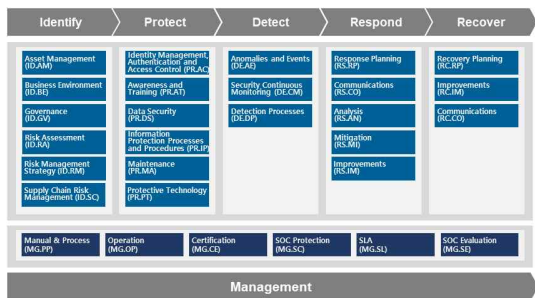 Identify
Protect
Detect
Respond
Recover
Asset Management
(ID.AM)
Business Environment
(ID.BE)
Governance
(ID.GV)
Risk Assessment
(ID.RA)
Risk Management
Strategy (ID.RM)
Supply Chain Risk
Management (ID.SC)
Identity Management,
Authentication and
Access Control (PR.AC)
Awareness and
Training (PR.AT)
Data Security
(PR.DS)
Information
Protection Processes
and Procedures (PR.IP)
Maintenance
(PR.MA)
Protective Technology
(PR.PT)
Anomalies and Events
(DE.AE)
Security Continuous
Monitoring (DE.CM)
Detection Processes
(DE.DP)
Response Planning
(RS.RP)
Communications
(RS.CO)
Analysis
(RS.AN)
Mitigation
(RS.MI)
Improvements
(RS.IM)
Recovery Planning
(RC.RP)
Improvements
(RC.IM)
Communications
(RC.CO)
Manual & Process
(MG.PP)
Operation
(MG.OP)
Certification
(MG.CE)
SOC Protection
(MG.SC)
SLA
(MG.SL)
SOC Evaluation
(MG.SE)
Management